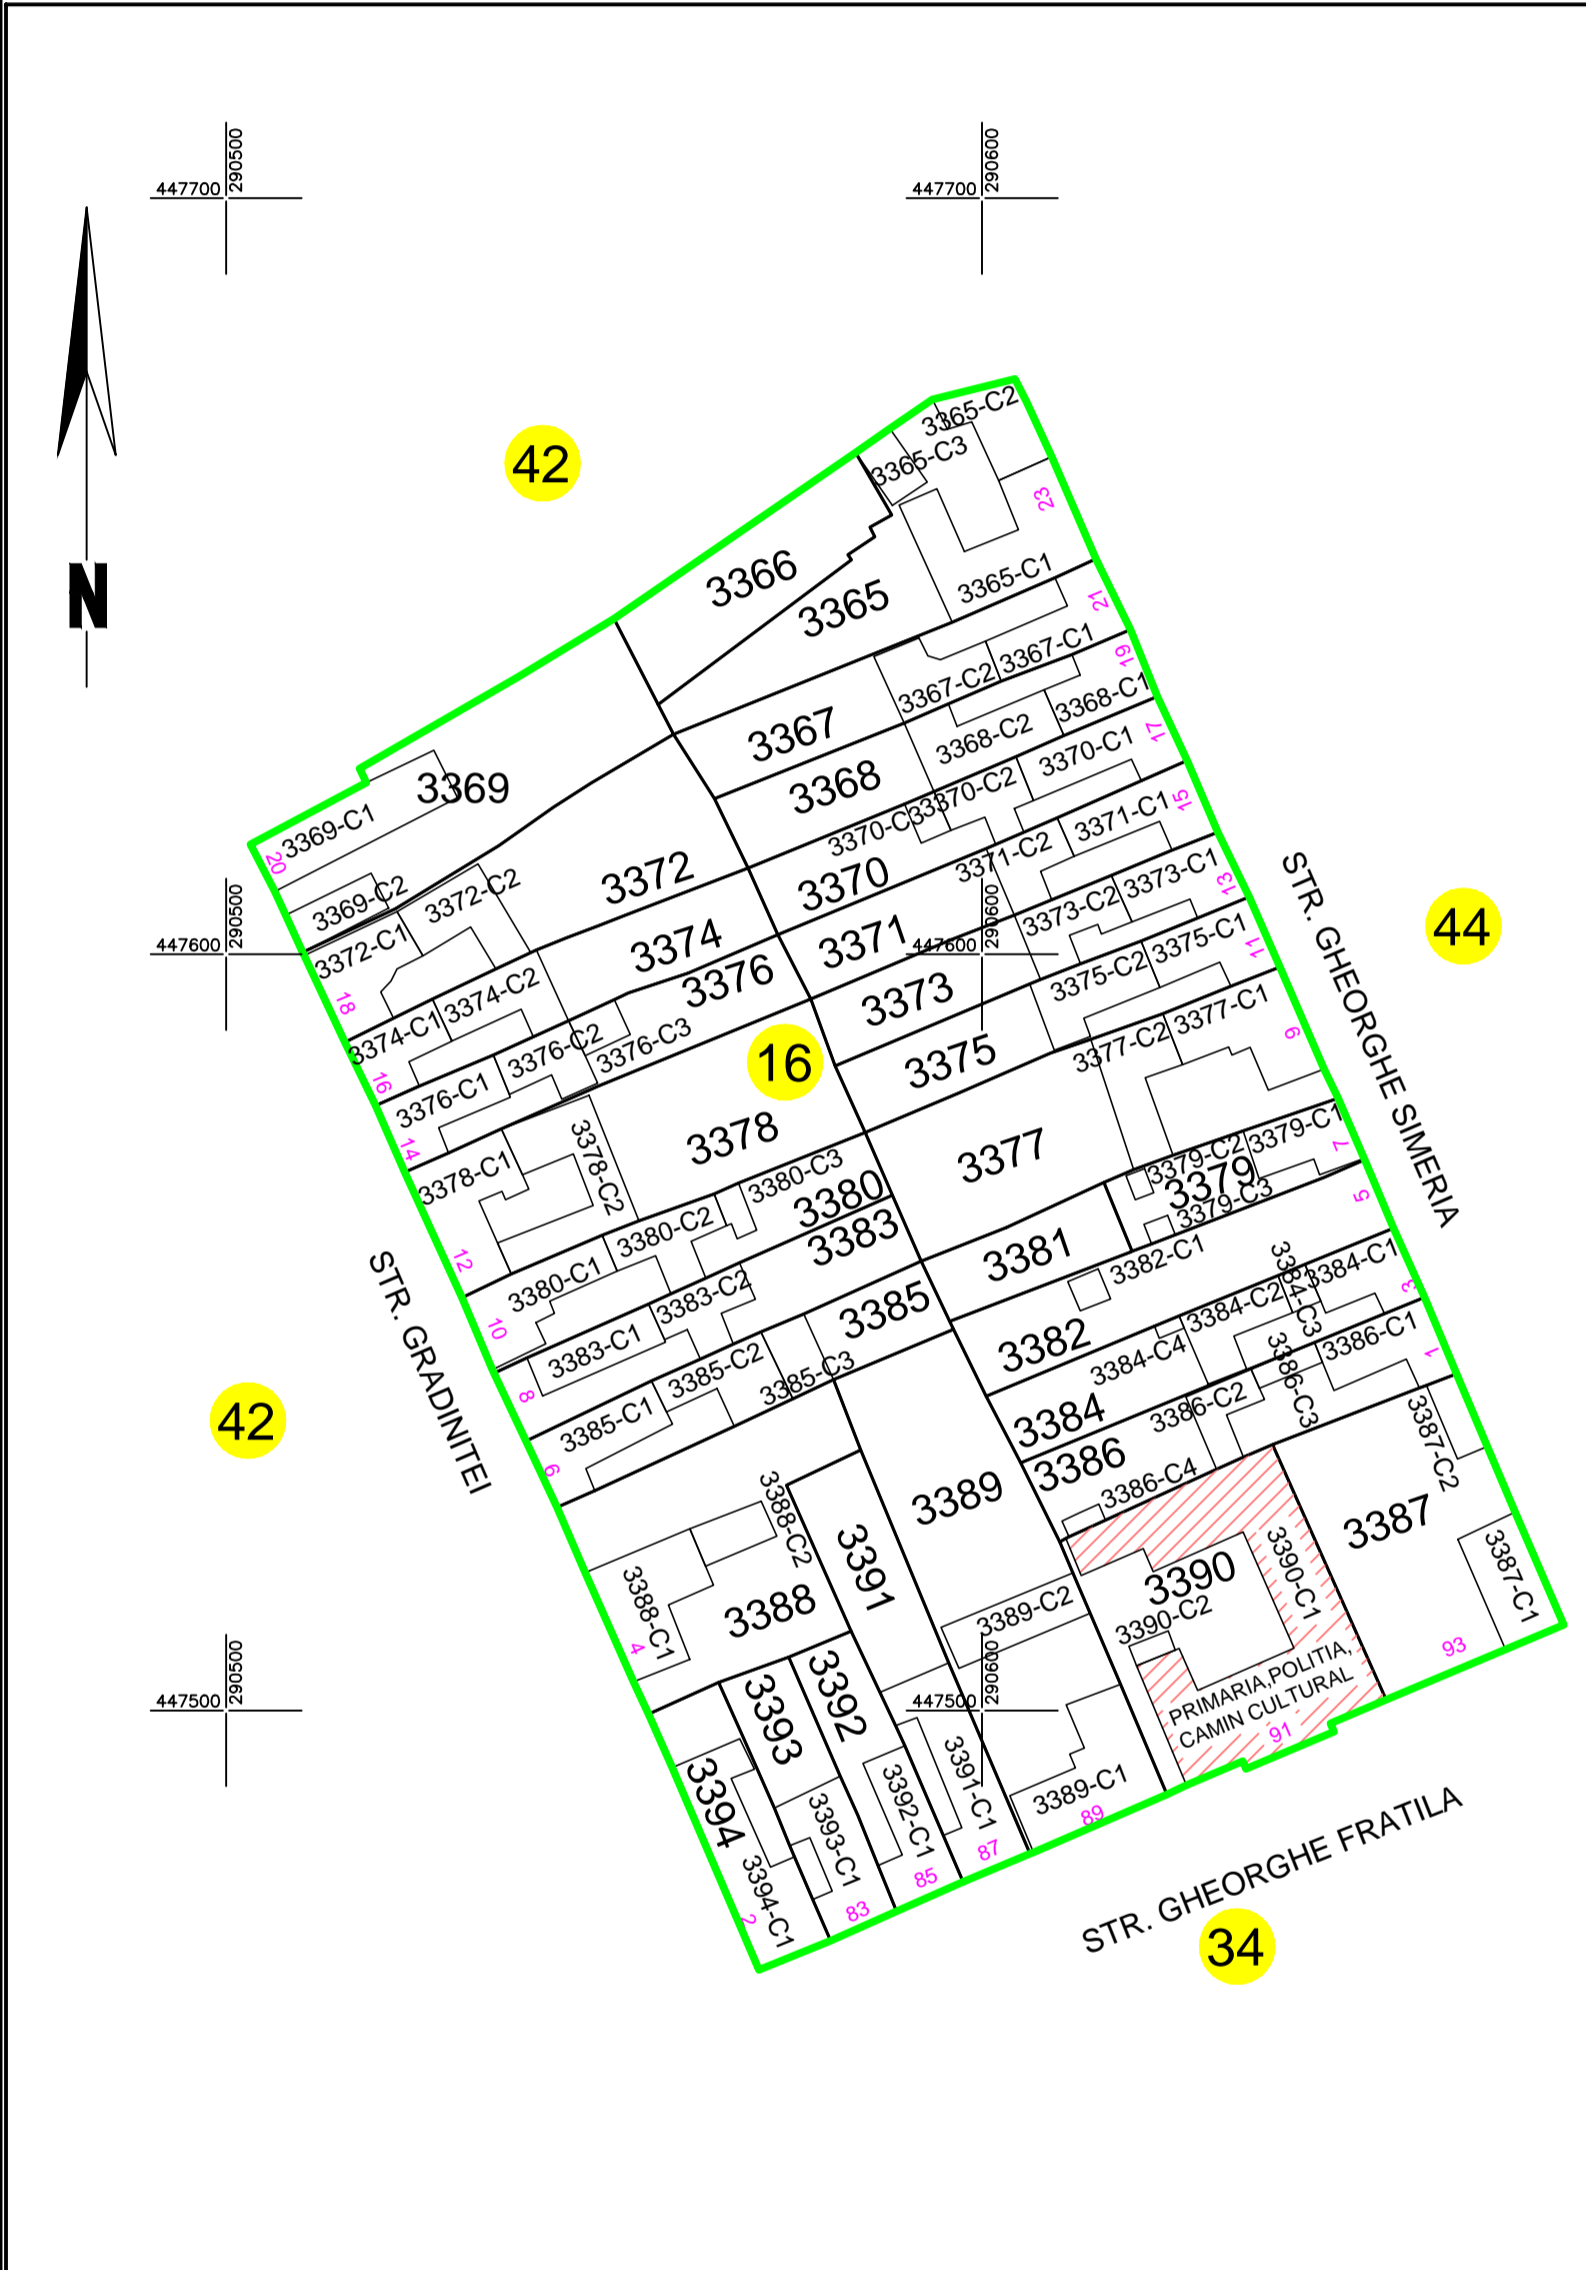 447700
290500
447700
290600
N
42
3365-C2
3365-C3
23
3366
3365
3365-C1
21
3367-C1
19
3367-C2
3368-C1
3367
3368-C2
17
3370-C1
3368
3370-C2
3369
3370-C3
15
3369-C1
20
3371-C1
3371-C2
3372
3370
3373-C1
13
3372-C2
3369-C2
3373-C2
447600
290500
3372-C1
3374
3371
447600
290600
3375-C1
11
44
STR. GHEORGHE SIMERIA
3376
3373
3375-C2
18
3374-C2
3377-C1
9
3374-C1
3376-C2
3376-C3
16
3375
3377-C2
16
3376-C1
14
3378
3377
3379-C1
7
3379-C2
3379
3379-C3
5
3378-C1
3378-C2
3380-C3
3380
3383
3380-C2
3381
3382-C1
12
3380-C1
3384-C1
3384-C3
3384-C2
3
3383-C2
3385
3382
10
3383-C1
3384-C4
3386-C1
1
STR. GRADINITEI
3385-C2
3385-C3
8
3386-C3
3386-C2
3384
42
3385-C1
3386
3387-C2
6
3386-C4
3389
3387
3388-C2
3391
3390
3390-C1
3387-C1
3388-C1
3388
3389-C2
3390-C2
4
93
PRIMARIA,POLITIA,
CAMIN CULTURAL
91
447500
290500
447500
290600
3393
3392
3394
3391-C1
3389-C1
89
3392-C1
3393-C1
87
3394-C1
85
83
2
STR. GHEORGHE FRATILA
34